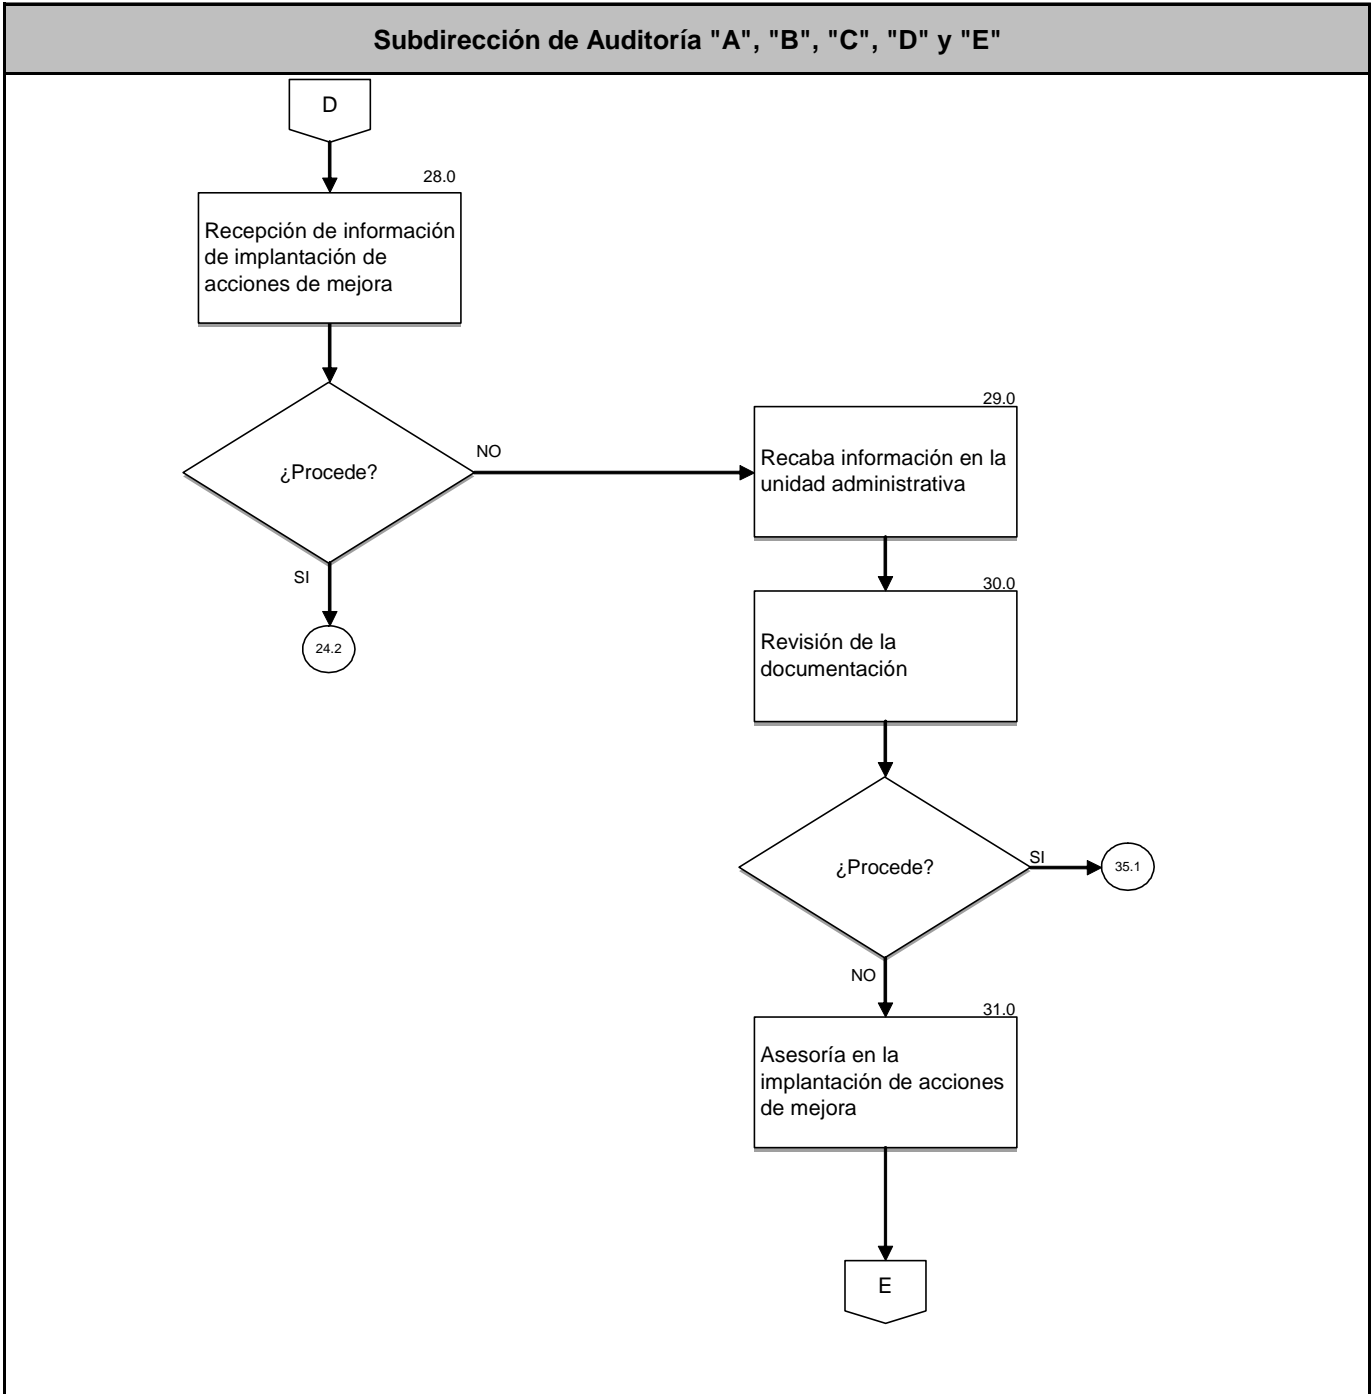 Subdirección de Auditoría "A", "B", "C", "D" y "E"
D
28.0
Recepción de información
de implantación de
acciones de mejora
¿Procede?
NO
SI
24.2
29.0
Recaba información en la
unidad administrativa
30.0
Revisión de la
documentación
¿Procede?
SI
35.1
NO
31.0
Asesoría en la
implantación de acciones
de mejora
E